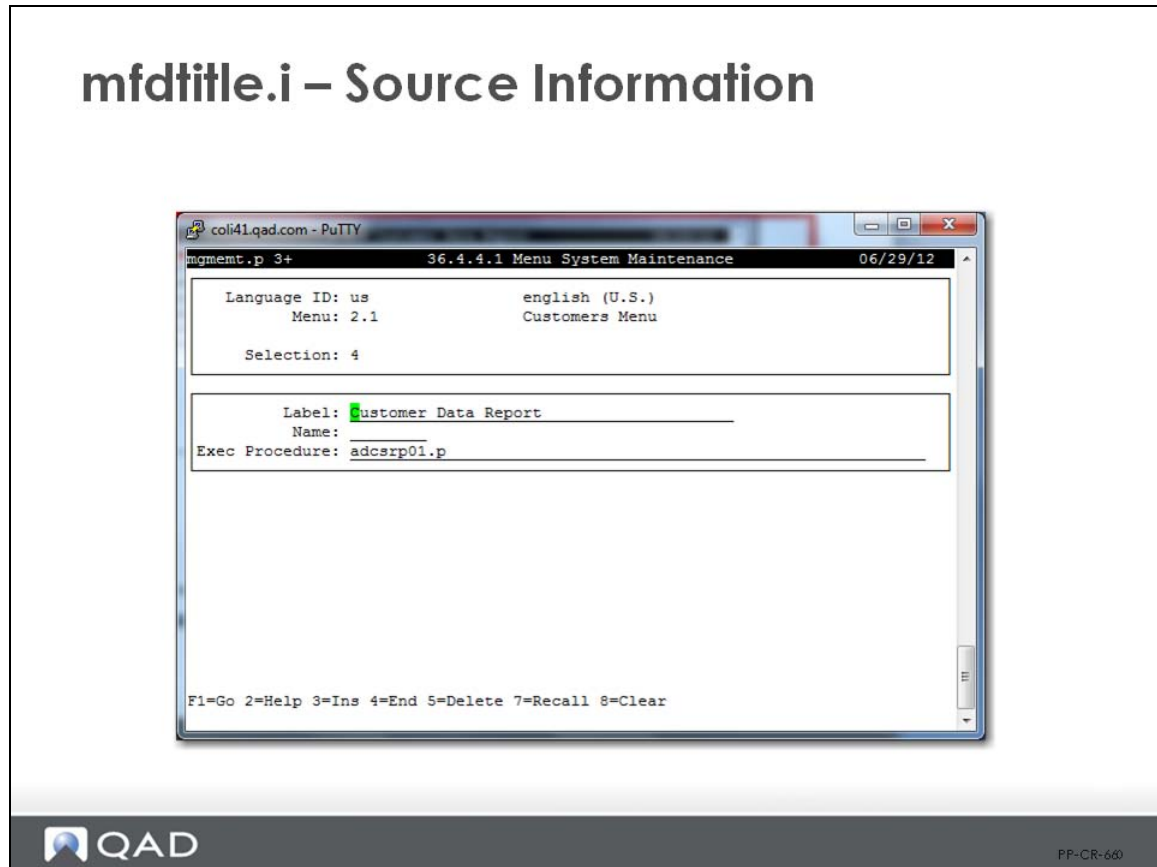 mfdtitle.i – Source Information
coli41.qad.com - PuTTY
mgmemt.p 3+ 36.4.4.1 Menu System Maintenance 06/29/12
Language ID: us english (U.S.)
Menu: 2.1 Customers Menu
Selection: 4
Label: Customer Data Report
Name:
Exec Procedure: adcsrp01.p
F1=Go 2=Help 3=Ins 4=End 5=Delete 7=Recall 8=Clear
QAD
PP-CR-660